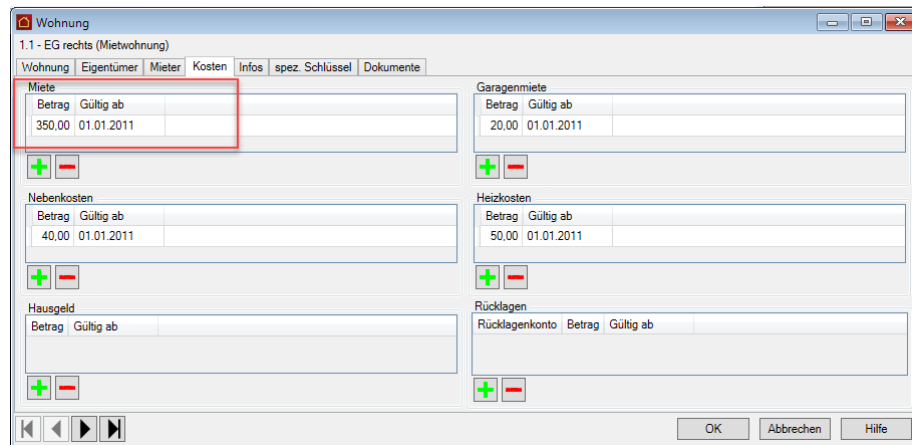 Wohnung
1.1 - EG rechts (Mietwohnung)
Wohnung Eigentümer Mieter Kosten Infos spez. Schlüssel Dokumente
Miete
Betrag Gültig ab
350,00 01.01.2011
Garagenmiete
Betrag Gültig ab
20,00 01.01.2011
Nebenkosten
Betrag Gültig ab
40,00 01.01.2011
Heizkosten
Betrag Gültig ab
50,00 01.01.2011
Hausgeld
Betrag Gültig ab
Rücklagen
Rücklagenkonto Betrag Gültig ab
OK Abbrechen Hilfe